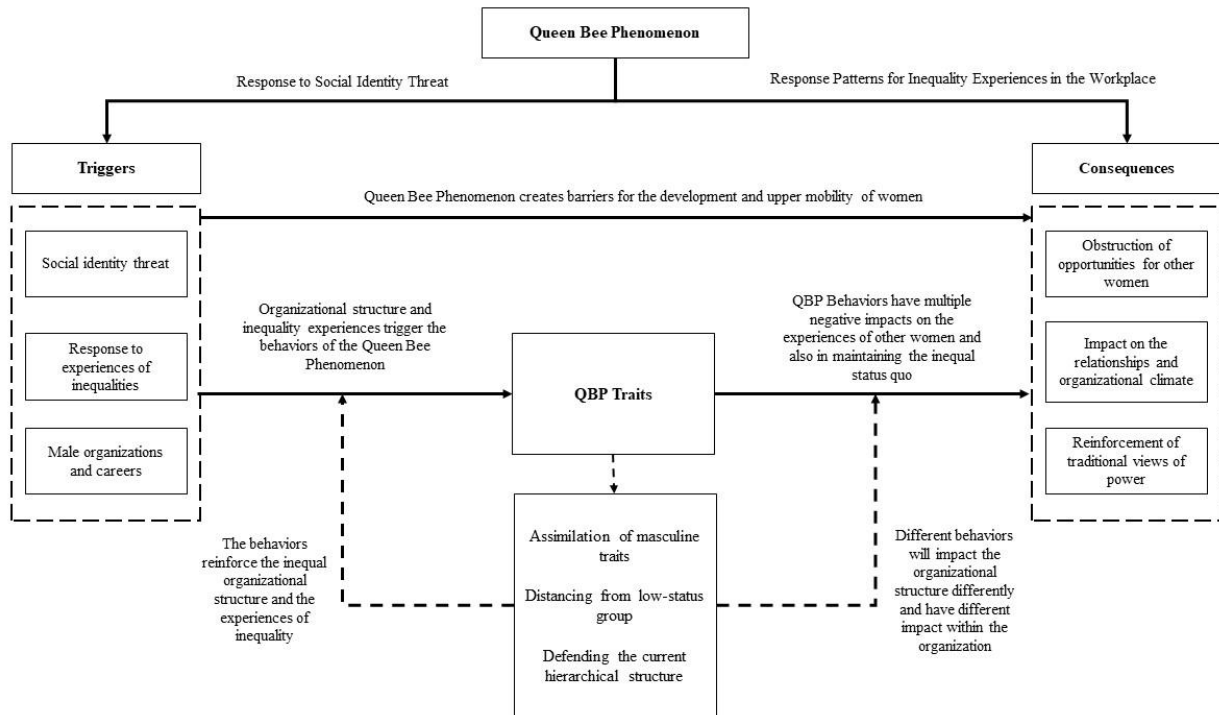 Queen Bee Phenomenon
Response to Social Identity Threat
Response Patterns for Inequality Experiences in the Workplace
Triggers
Consequences
Queen Bee Phenomenon creates barriers for the development and upper mobility of women
Social identity threat
Response to
experiences of
inequalities
Male organizations
and careers
Organizational structure and
inequality experiences trigger the
behaviors of the Queen Bee
Phenomenon
QBP Traits
QBP Behaviors have multiple
negative impacts on the
experiences of other women and
also in maintaining the inequal
status quo
Obstruction of
opportunities for other
women
Impact on the
relationships and
organizational climate
Reinforcement of
traditional views of
power
The behaviors
reinforce the inequal
organizational
structure and the
experiences of
inequality
Assimilation of masculine
traits
Distancing from low-status
group
Defending the current
hierarchical structure
Different behaviors
will impact the
organizational
structure differently
and have different
impact within the
organization